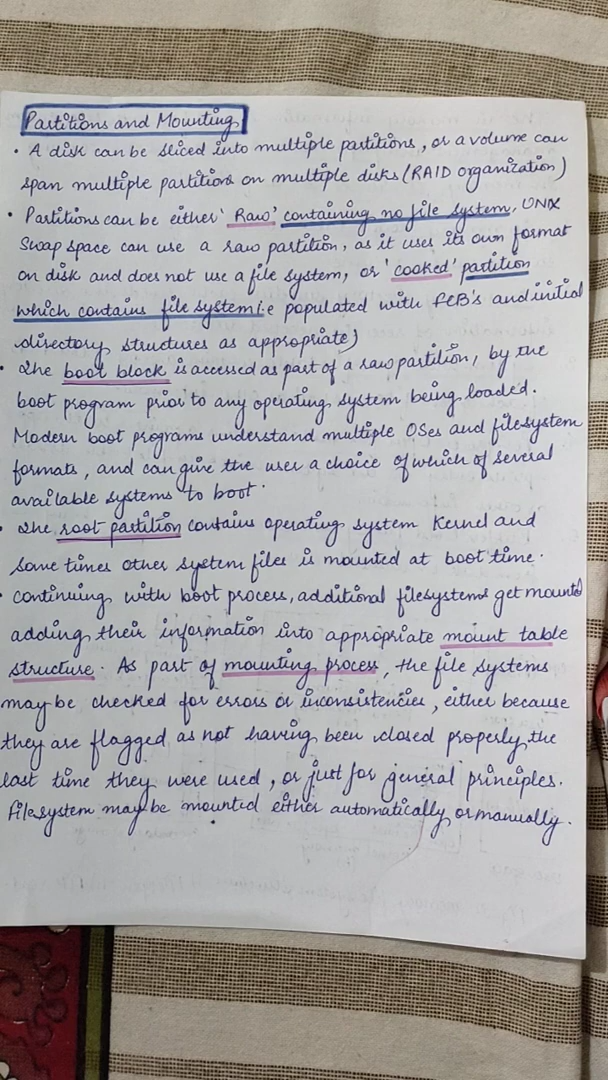 Partitions and Mounting
• A disk can be sliced into multiple partitions, or a volume can
span multiple partitions on multiple disks (RAID organization)
• Partitions can be either 'Raw' containing no file system, UNIX
Swap space can use a raw partition, as it uses its own format
on disk and does not use a file system, or 'cooked' partition
which contains file system i.e populated with FCB's and initial
directory structures as appropriate)
• The boot block is accessed as part of a raw partition, by the
boot program prior to any operating system being loaded.
Modern boot programs understand multiple OSes and filesystem
formats, and can give the user a choice of which of several
available systems to boot.
• The root partition contains operating system Kernel and
some times other system files is mounted at boot time.
• continuing with boot process, additional filesystems get mounted
adding their information into appropriate mount table
structure. As part of mounting process, the file systems
may be checked for errors or inconsistencies, either because
they are flagged as not having been closed properly the
last time they were used, or just for general principles.
Filesystem may be mounted either automatically or manually.